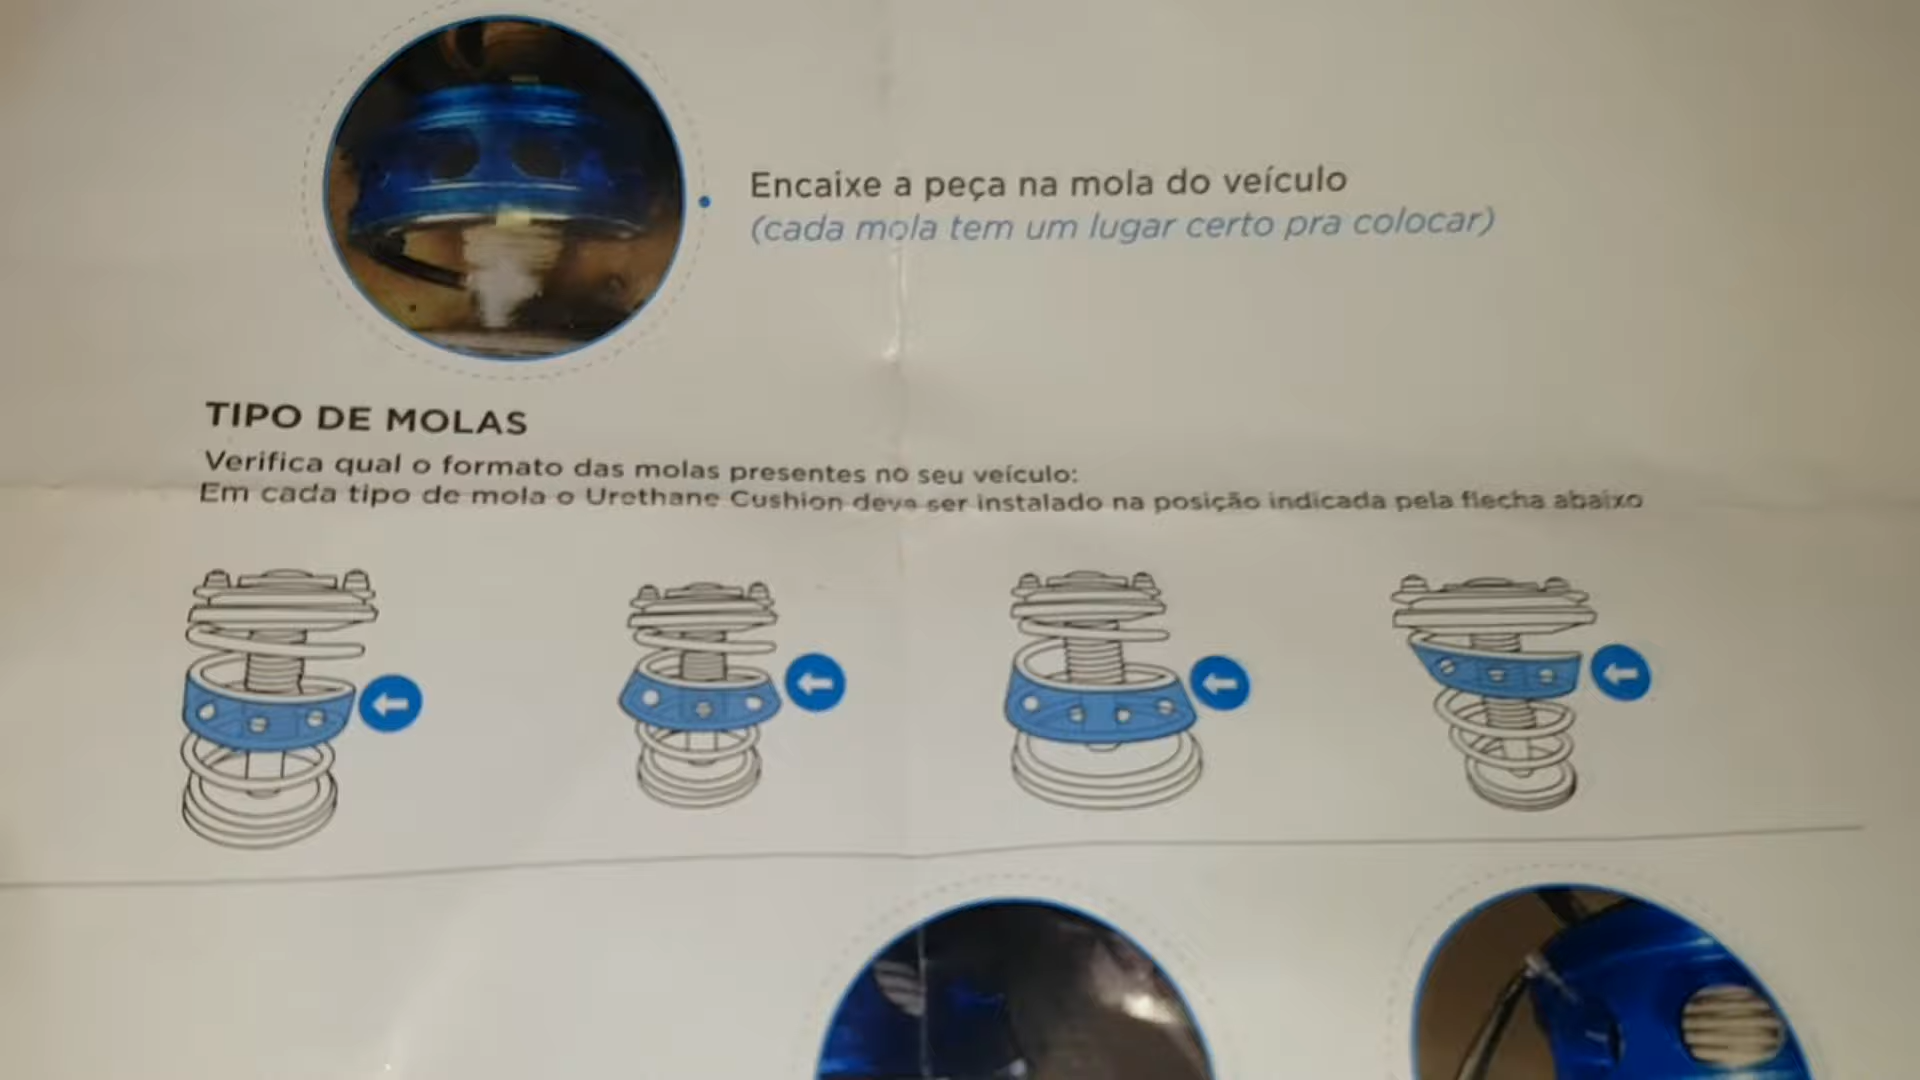 Encaixe a peça na mola do veículo
(cada mola tem um lugar certo pra colocar)
TIPO DE MOLAS
Verifica qual o formato das molas presentes no seu veículo:
Em cada tipo de mola o Urethane Cushion deve ser instalado na posição indicada pela flecha abaixo